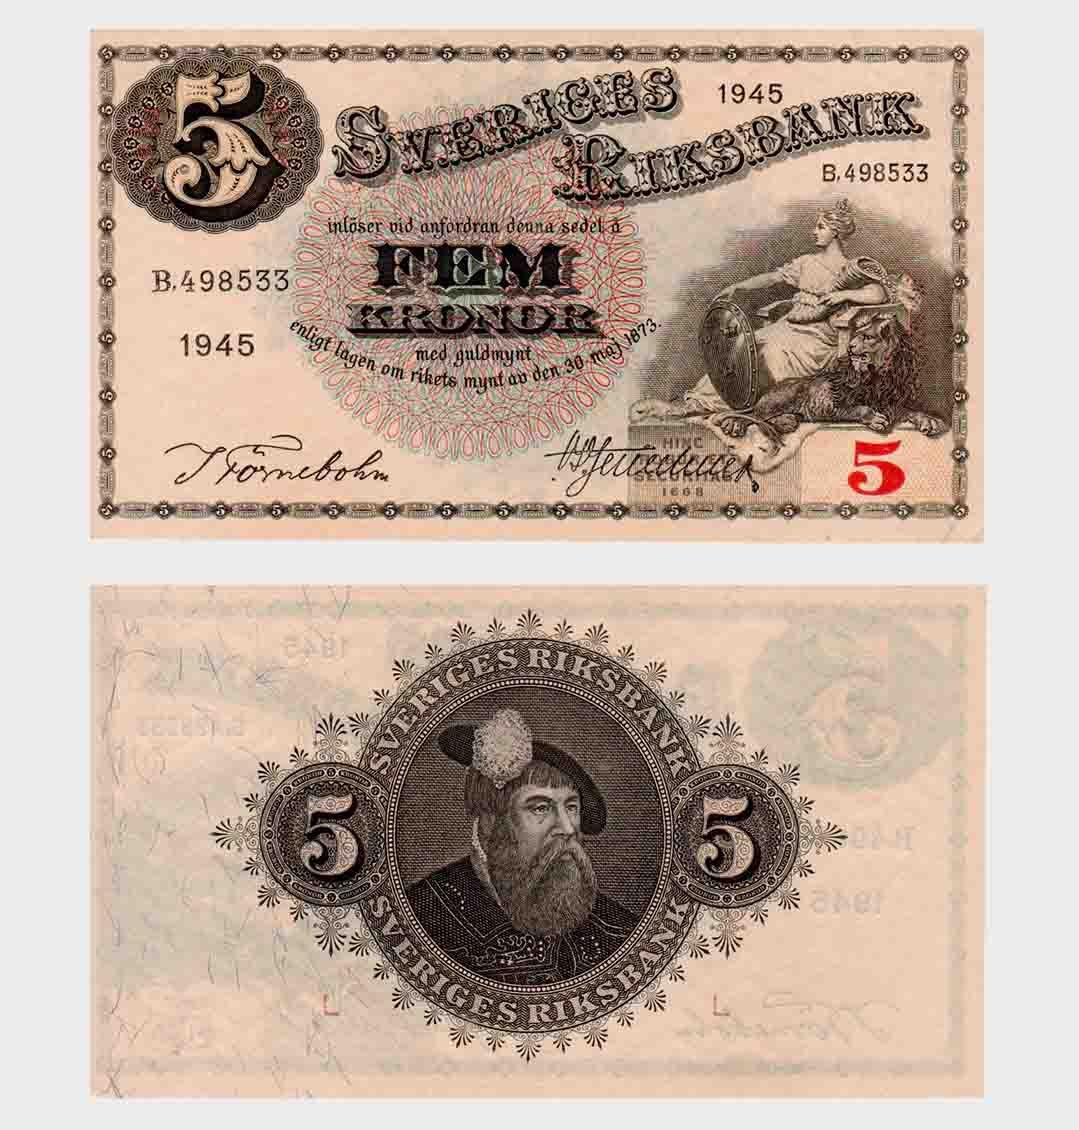 5
SVERIGES
1945
RIKSBANK
B.498533
inlöser vid anfordran denna sedel å
FEM
B.498533
KRONOR
1945
med guldmynt
enligt lagen om rikets mynt av den 30 maj 1873.
HINC
SECURITAS
1668
5
SVERIGES RIKSBANK
5
5
SVERIGES RIKSBANK
L
L